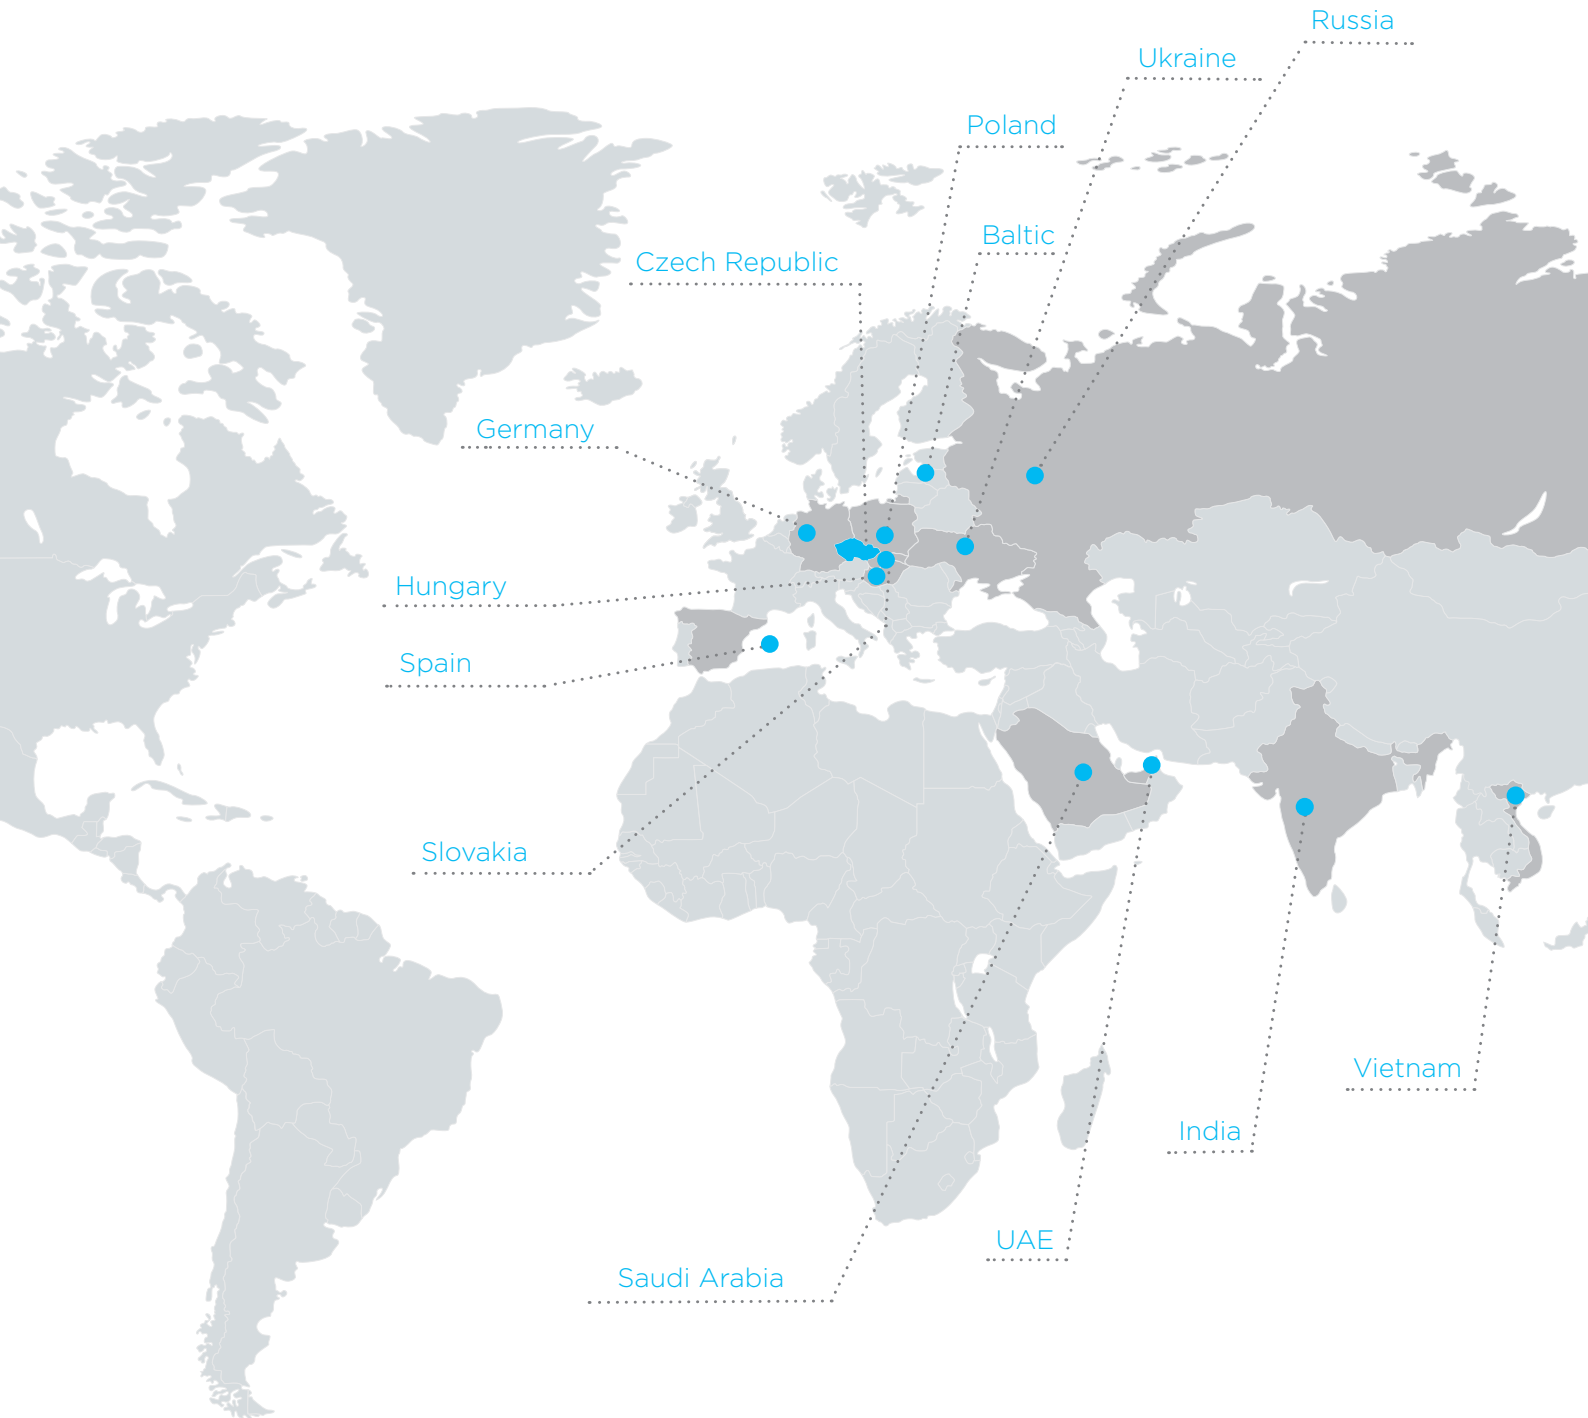 Russia
Ukraine
Poland
Baltic
Czech Republic
Germany
Hungary
Spain
Slovakia
Vietnam
India
UAE
Saudi Arabia